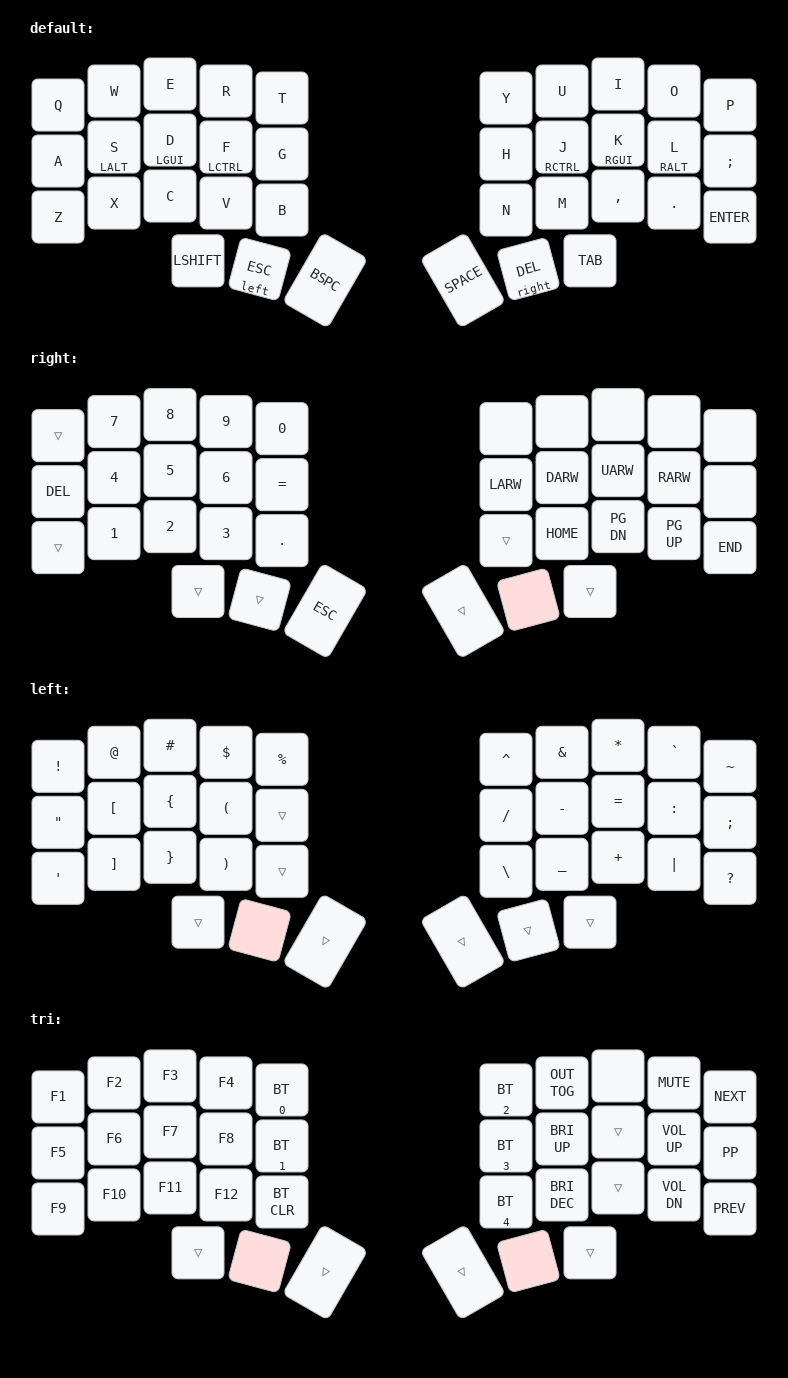 default:
Q W E R T Y U I O P
A S D F G H J K L ;
LALT LGUI LCTRL RCTRL RGUI RALT
Z X C V B N M , . ENTER
LSHIFT ESC BSPC SPACE DEL TAB
left right
right:
▽ 7 8 9 0
DEL 4 5 6 = LARW DARW UARW RARW
▽ 1 2 3 . ▽ HOME PG DN PG UP END
▽ ▽ ESC ▽ ▽
left:
! @ # $ % ^ & * ` ~
" [ { ( ▽ / - = : ;
' ] } ) ▽ \ _ + | ?
▽ ▽ ▽ ▽ ▽
tri:
F1 F2 F3 F4 BT 0 BT 2 OUT TOG MUTE NEXT
F5 F6 F7 F8 BT 1 BT 3 BRI UP ▽ VOL UP PP
F9 F10 F11 F12 BT CLR BT 4 BRI DEC ▽ VOL DN PREV
▽ ▽ ▽ ▽